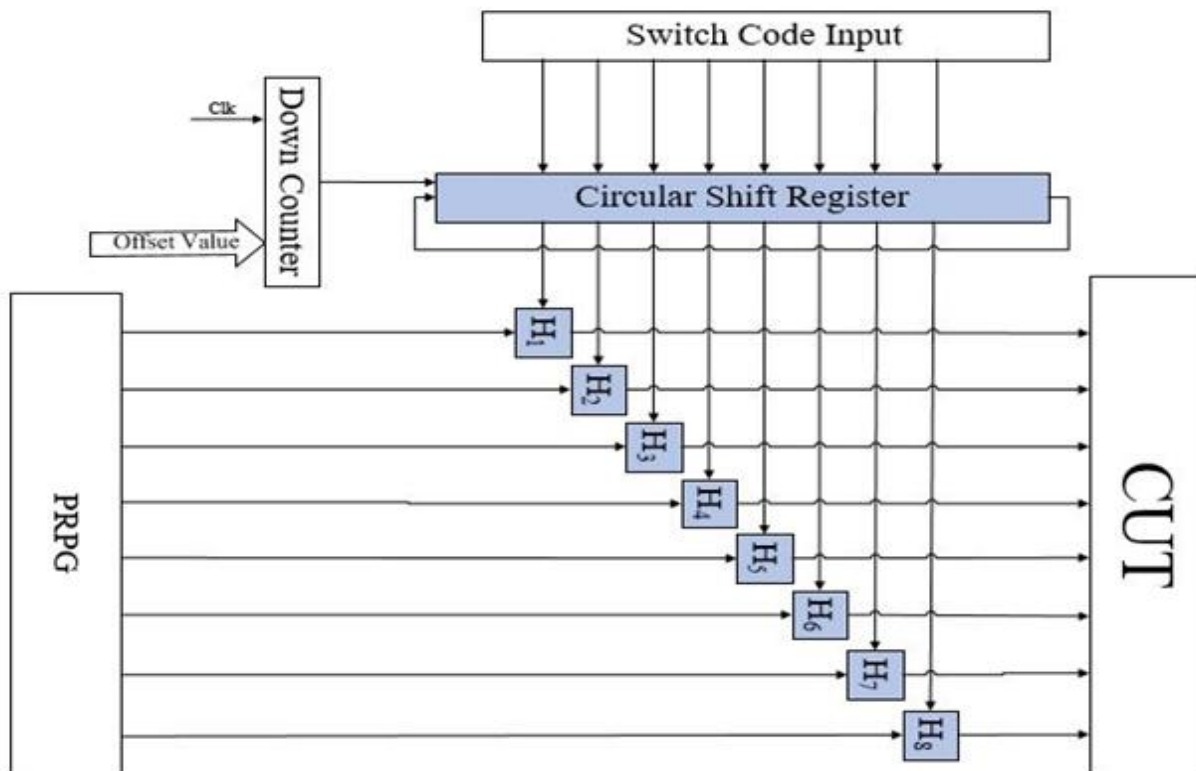 Switch Code Input
Clk
Down Counter
Circular Shift Register
Offset Value
PRPG
H1
H2
H3
H4
H5
H6
H7
H8
CUT